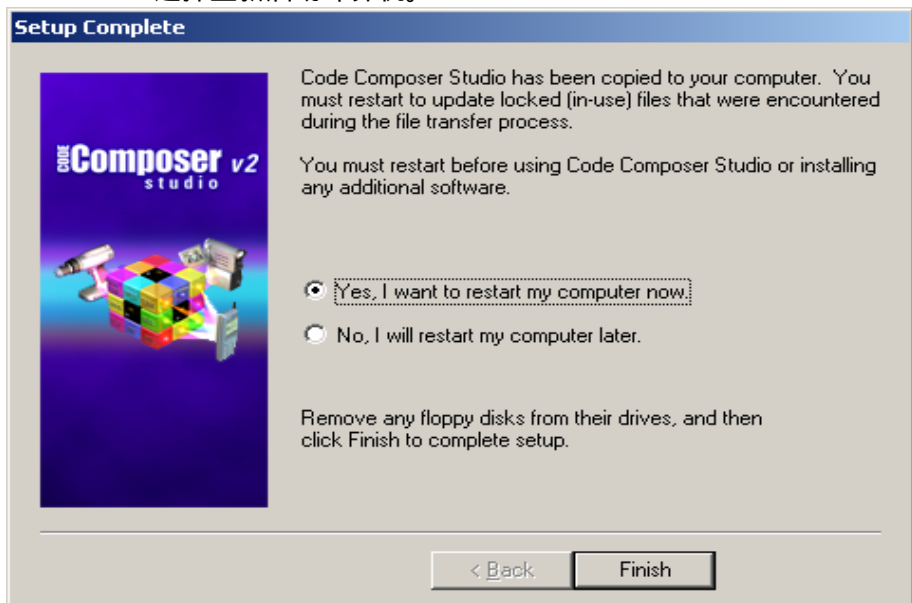 Setup Complete
Code Composer Studio has been copied to your computer. You
must restart to update locked (in-use) files that were encountered
during the file transfer process.
CODE Composer v2
studio
You must restart before using Code Composer Studio or installing
any additional software.
Yes, I want to restart my computer now.
No, I will restart my computer later.
Remove any floppy disks from their drives, and then
click Finish to complete setup.
< Back
Finish